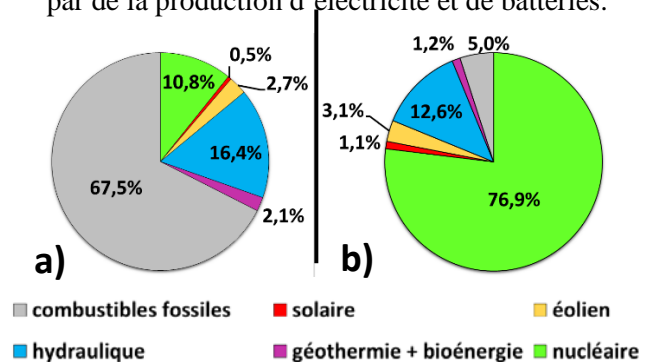 par de la production d'électricité et de batteries.
0,5%
10,8%
2,7%
16,4%
67,5%
2,1%
a)
1,2% 5,0%
3,1%
12,6%
1,1%
76,9%
b)
combustibles fossiles solaire éolien
hydraulique géothermie + bioénergie nucléaire